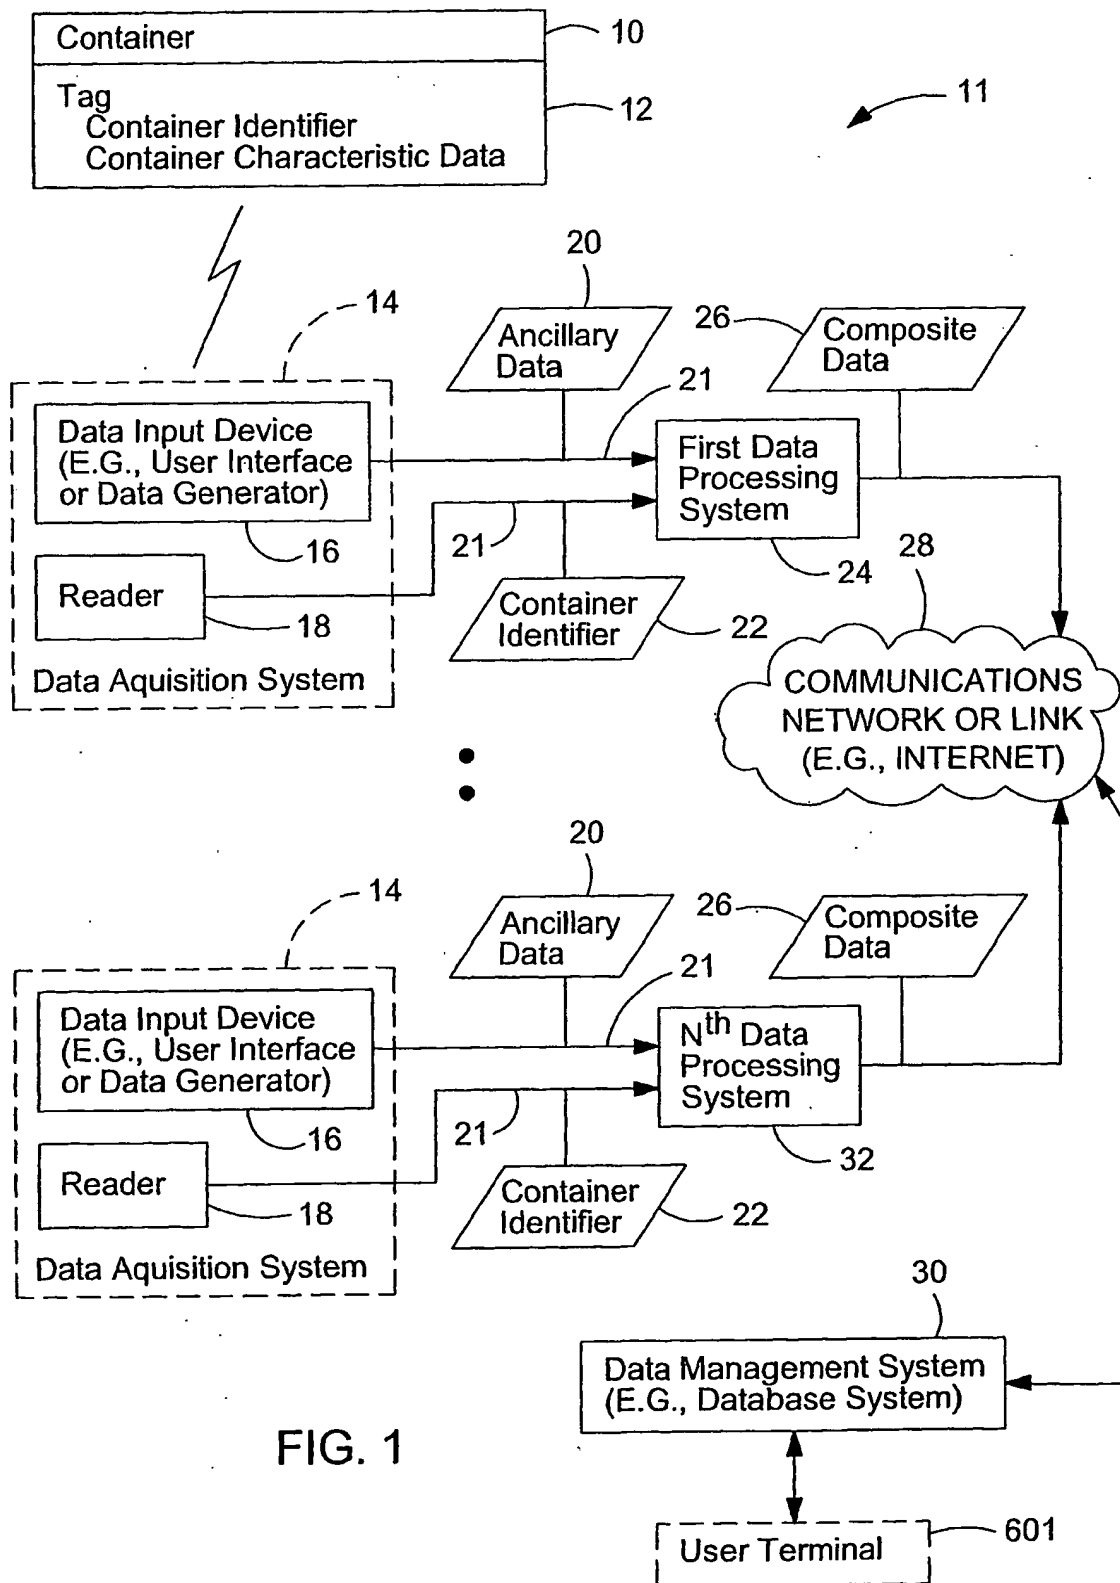 Container
10
Tag
Container Identifier
Container Characteristic Data
12
11
14
20
Ancillary
Data
26
Composite
Data
Data Input Device
(E.G., User Interface
or Data Generator)
21
First Data
Processing
System
16
21
24
28
Reader
18
Container
Identifier
22
Data Aquisition System
COMMUNICATIONS
NETWORK OR LINK
(E.G., INTERNET)
14
20
Ancillary
Data
26
Composite
Data
Data Input Device
(E.G., User Interface
or Data Generator)
21
Nth Data
Processing
System
16
21
32
Reader
18
Container
Identifier
22
Data Aquisition System
30
Data Management System
(E.G., Database System)
FIG. 1
601
User Terminal